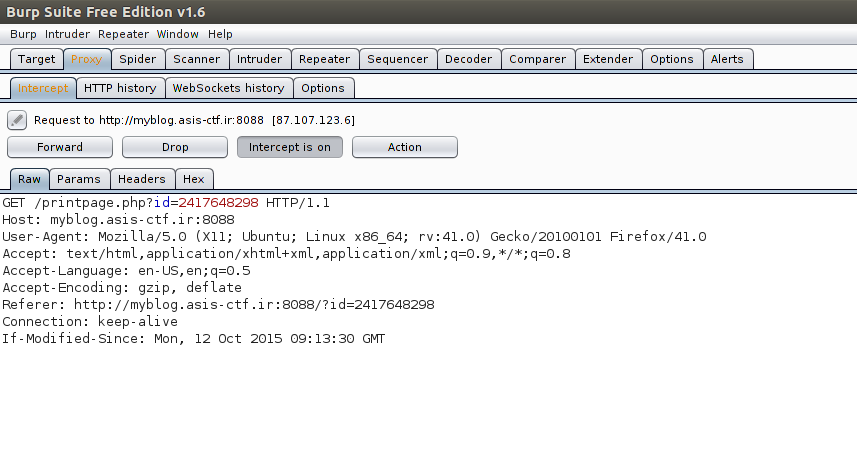 Burp Suite Free Edition v1.6
Burp Intruder Repeater Window Help
Target Proxy Spider Scanner Intruder Repeater Sequencer Decoder Comparer Extender Options Alerts
Intercept HTTP history WebSockets history Options
Request to http://myblog.asis-ctf.ir:8088 [87.107.123.6]
Forward Drop Intercept is on Action
Raw Params Headers Hex
GET /printpage.php?id=2417648298 HTTP/1.1
Host: myblog.asis-ctf.ir:8088
User-Agent: Mozilla/5.0 (X11; Ubuntu; Linux x86_64; rv:41.0) Gecko/20100101 Firefox/41.0
Accept: text/html,application/xhtml+xml,application/xml;q=0.9,*/*;q=0.8
Accept-Language: en-US,en;q=0.5
Accept-Encoding: gzip, deflate
Referer: http://myblog.asis-ctf.ir:8088/?id=2417648298
Connection: keep-alive
If-Modified-Since: Mon, 12 Oct 2015 09:13:30 GMT